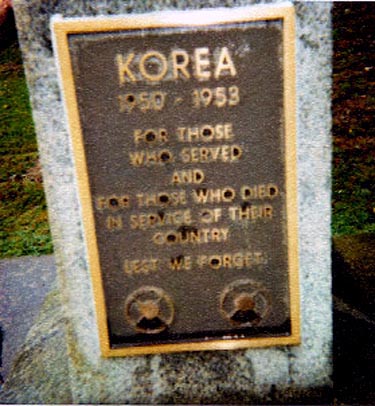 KOREA
1950 - 1953
FOR THOSE
WHO SERVED
AND
FOR THOSE WHO DIED
IN SERVICE OF THEIR
COUNTRY
LEST WE FORGET.